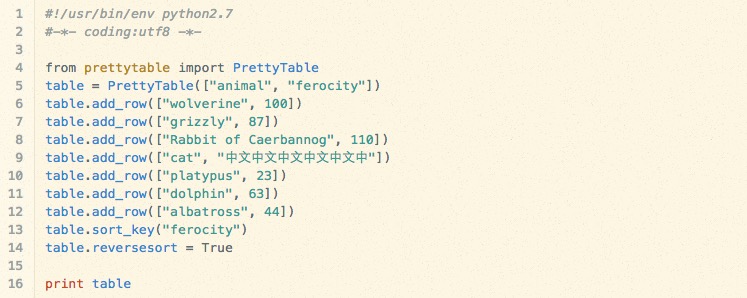 1 #!/usr/bin/env python2.7
2 #-*- coding:utf8 -*-
3
4 from prettytable import PrettyTable
5 table = PrettyTable(["animal", "ferocity"])
6 table.add_row(["wolverine", 100])
7 table.add_row(["grizzly", 87])
8 table.add_row(["Rabbit of Caerbannog", 110])
9 table.add_row(["cat", "中文中文中文中文中文中"])
10 table.add_row(["platypus", 23])
11 table.add_row(["dolphin", 63])
12 table.add_row(["albatross", 44])
13 table.sort_key("ferocity")
14 table.reversesort = True
15
16 print table